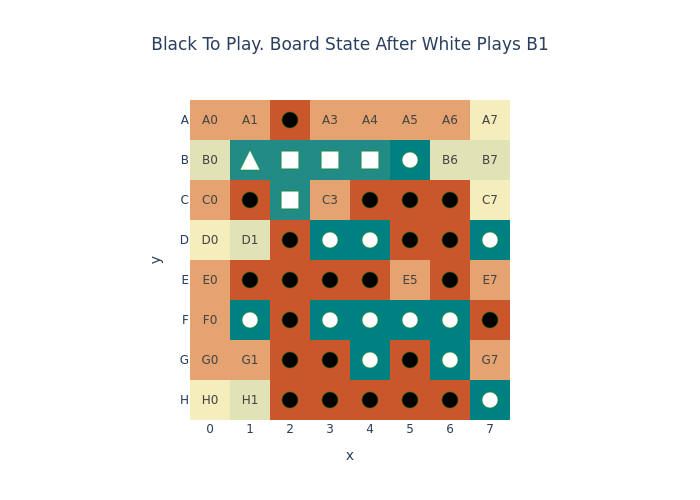 Black To Play. Board State After White Plays B1
A A0 A1 A3 A4 A5 A6 A7
B B0 B6 B7
C C0 C3 C7
D D0 D1
E E0 E5 E7
F F0
G G0 G1 G7
H H0 H1
0 1 2 3 4 5 6 7
x
y